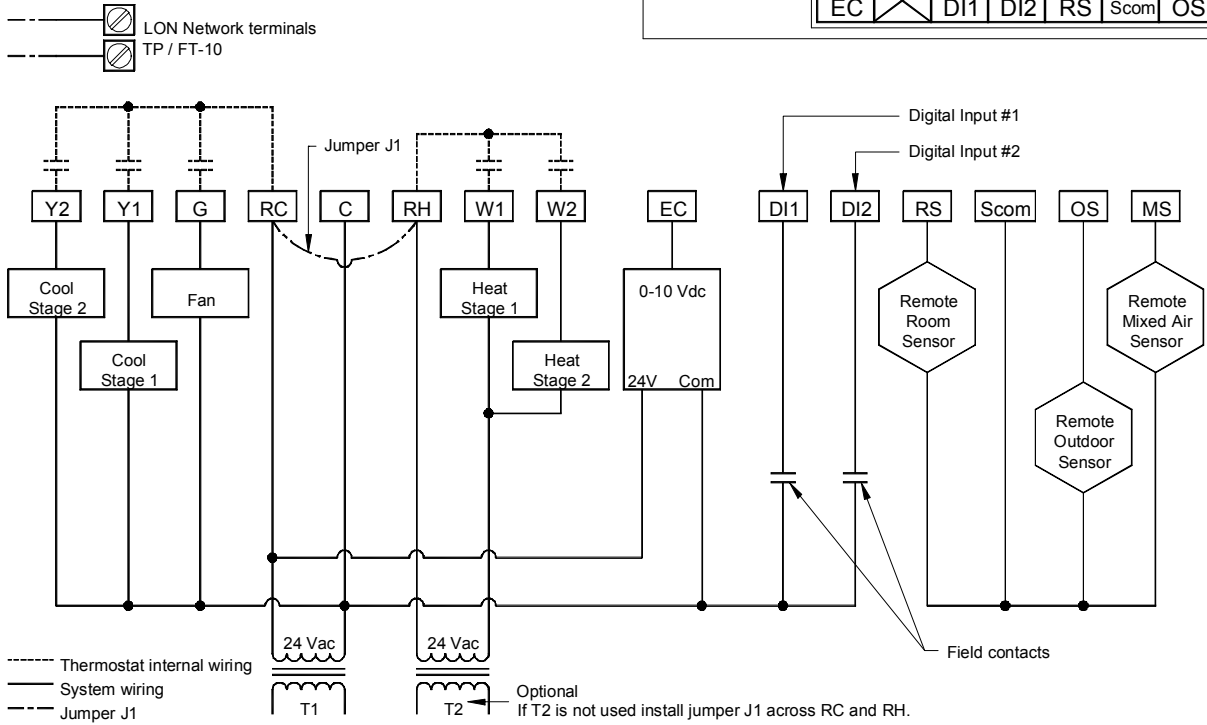 EC DI1 DI2 RS Scom OS
LON Network terminals
TP / FT-10
Digital Input #1
Jumper J1
Digital Input #2
Y2 Y1 G RC C RH W1 W2 EC DI1 DI2 RS Scom OS MS
Cool
Stage 2
Fan
Heat
Stage 1
0-10 Vdc
24V Com
Remote
Room
Sensor
Remote
Mixed Air
Sensor
Cool
Stage 1
Heat
Stage 2
Remote
Outdoor
Sensor
24 Vac
24 Vac
Field contacts
Thermostat internal wiring
System wiring
Jumper J1
T1
T2
Optional
If T2 is not used install jumper J1 across RC and RH.